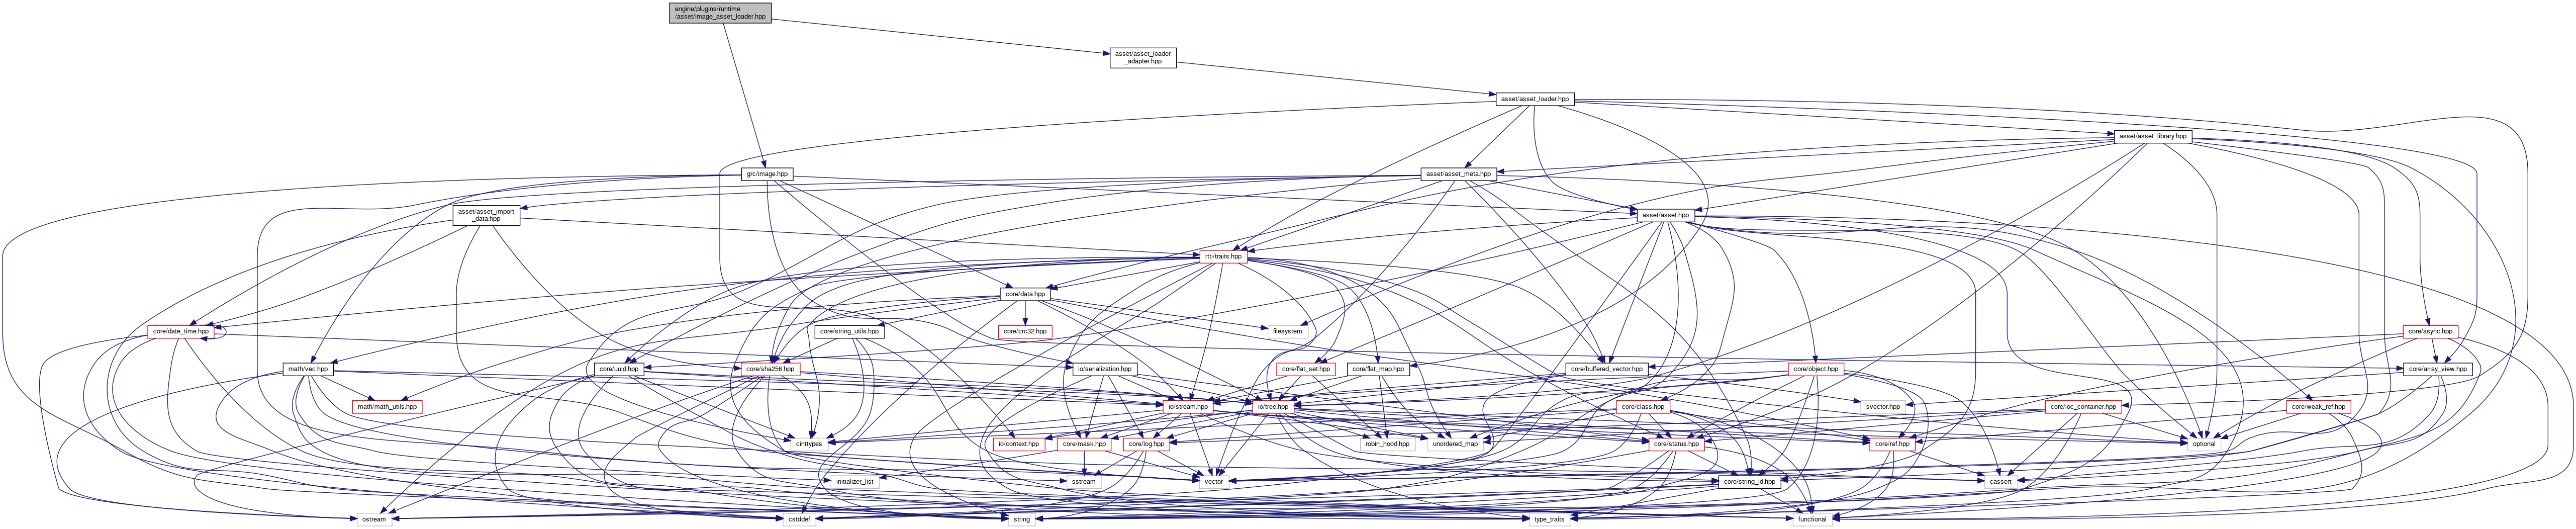 engine/plugins/runtime
/asset/image_asset_loader.hpp
asset/asset_loader
_adapter.hpp
asset/asset_loader.hpp
asset/asset_library.hpp
grc/image.hpp
asset/asset_meta.hpp
asset/asset_import
_data.hpp
asset/asset.hpp
rtti/traits.hpp
core/data.hpp
core/date_time.hpp
core/string_utils.hpp
core/crc32.hpp
filesystem
core/async.hpp
math/vec.hpp
core/uuid.hpp
core/sha256.hpp
io/serialization.hpp
core/flat_set.hpp
core/flat_map.hpp
core/buffered_vector.hpp
core/object.hpp
core/array_view.hpp
math/math_utils.hpp
io/stream.hpp
io/tree.hpp
core/class.hpp
svector.hpp
core/ioc_container.hpp
core/weak_ref.hpp
cinttypes
io/context.hpp
core/mask.hpp
core/log.hpp
robin_hood.hpp
unordered_map
core/status.hpp
core/ref.hpp
optional
initializer_list
sstream
vector
core/string_id.hpp
cassert
ostream
cstddef
string
type_traits
functional